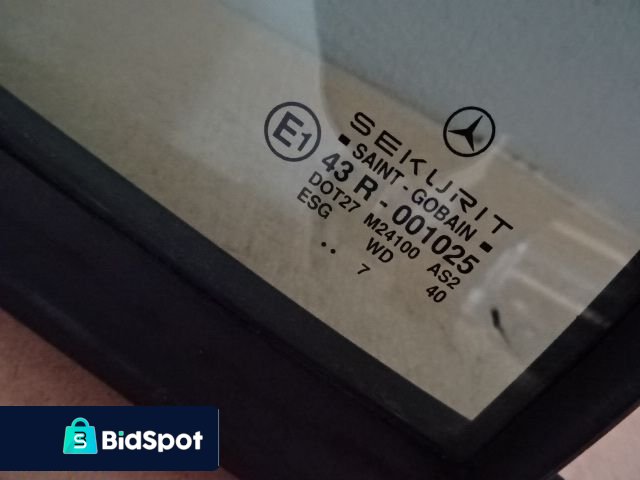 E1
SEKURIT
SAINT-GOBAIN
43 R - 001025
DOT27 M24100 AS2
ESG WD 40
.. 7
BidSpot